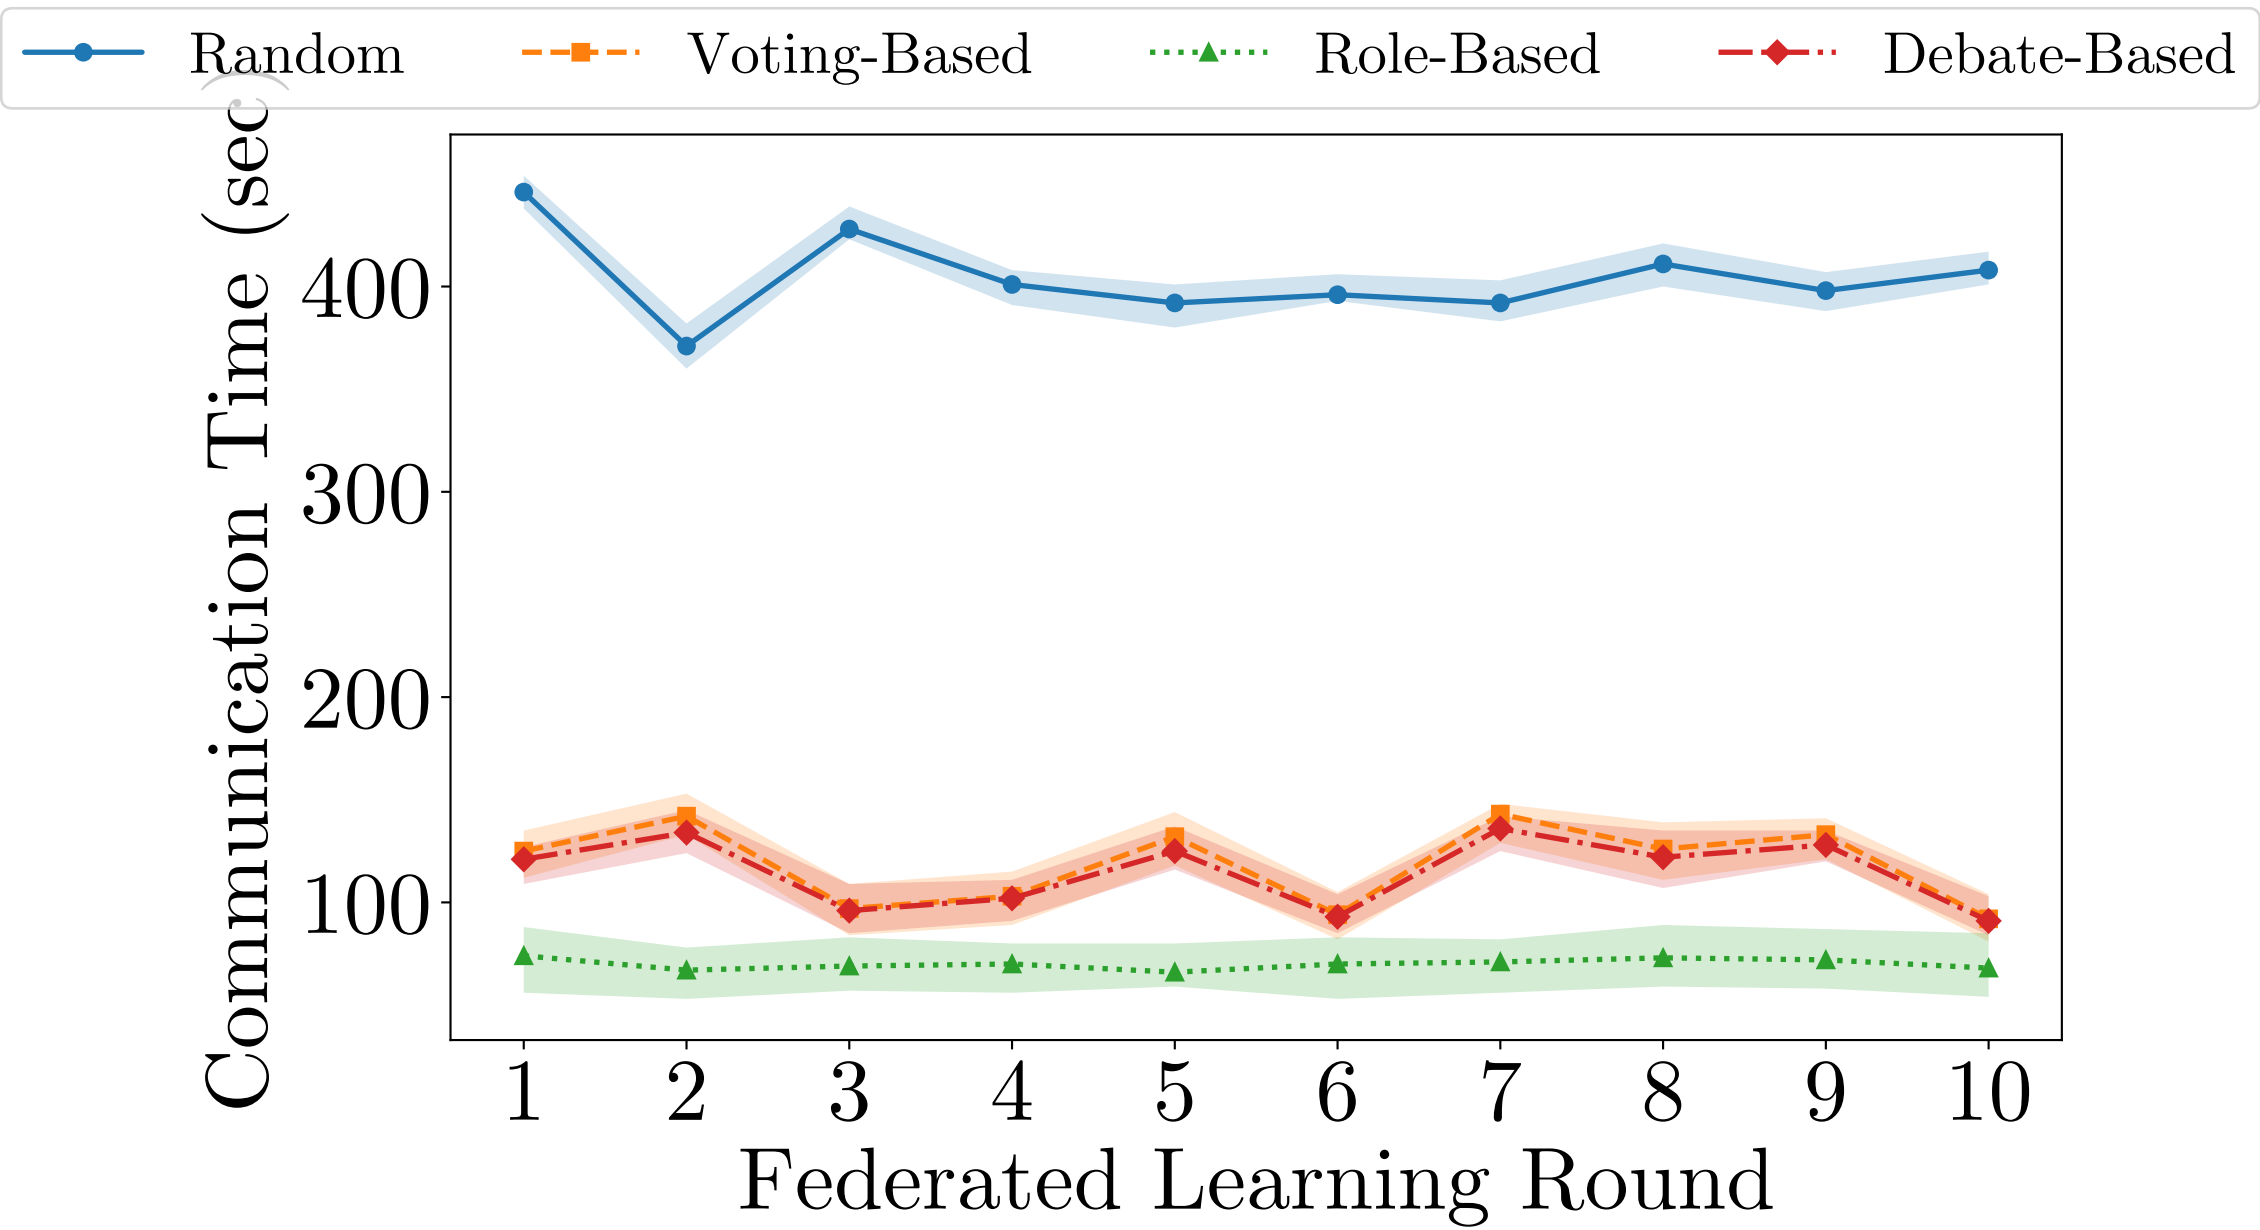 Random Voting-Based Role-Based Debate-Based
Communication Time (sec)
400
300
200
100
1 2 3 4 5 6 7 8 9 10
Federated Learning Round